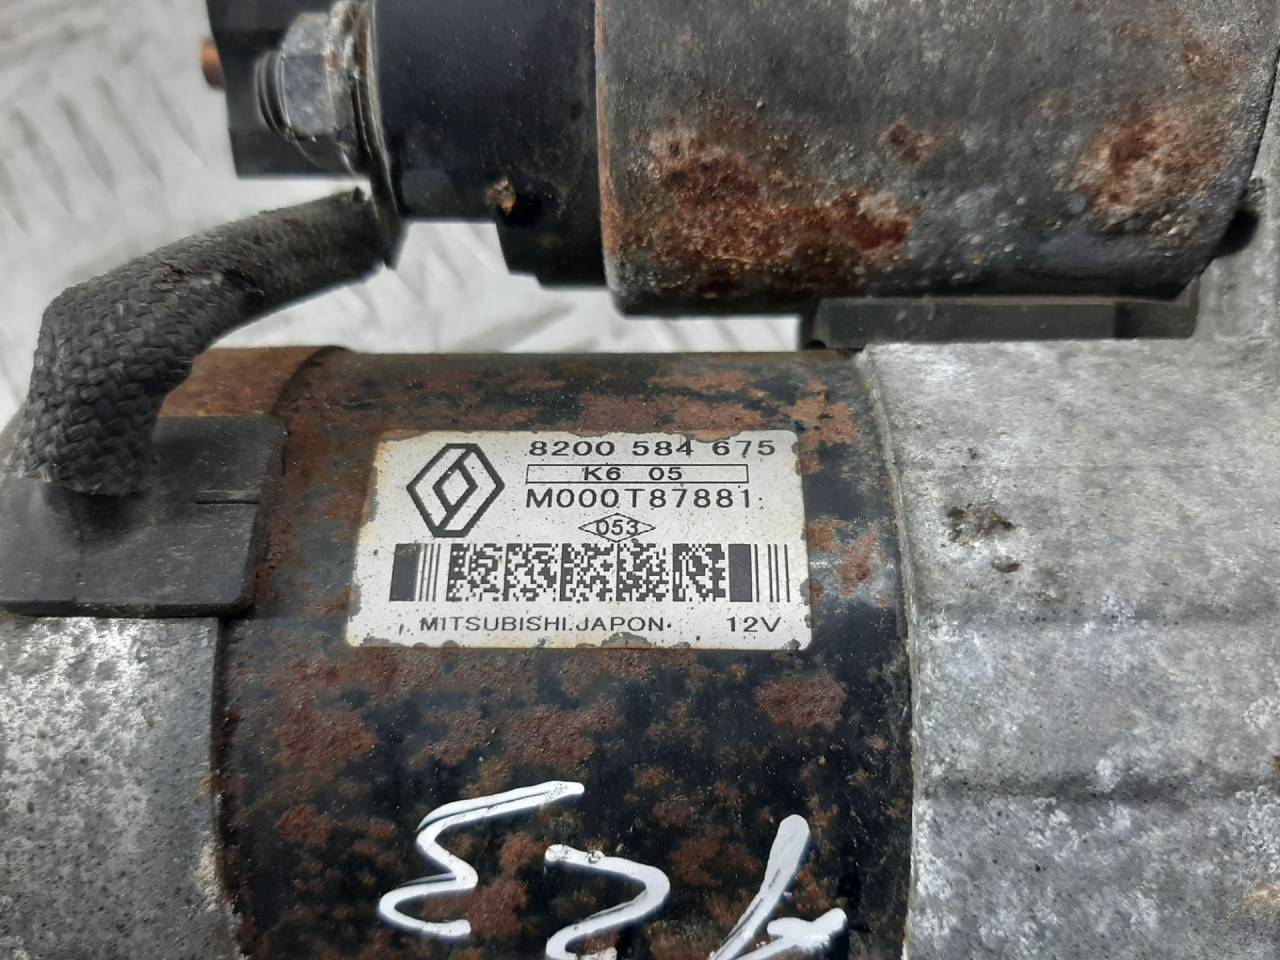 8200 584 675
K6 05
M000T87881
053
MITSUBISHI.JAPON. 12V